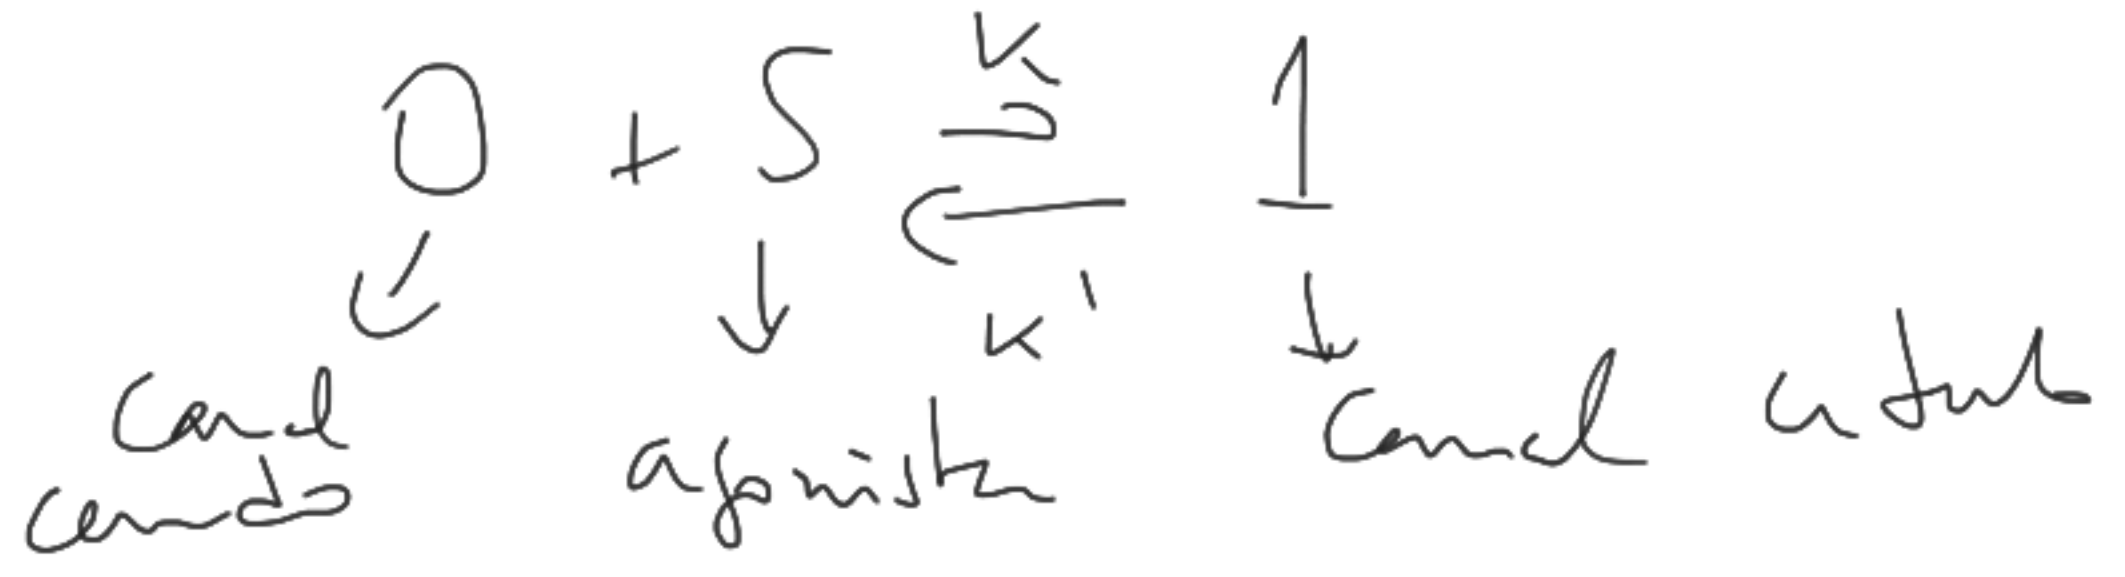 K
0 + S ⇌ 1
K'
Canal
cerrado
agonista
Canal